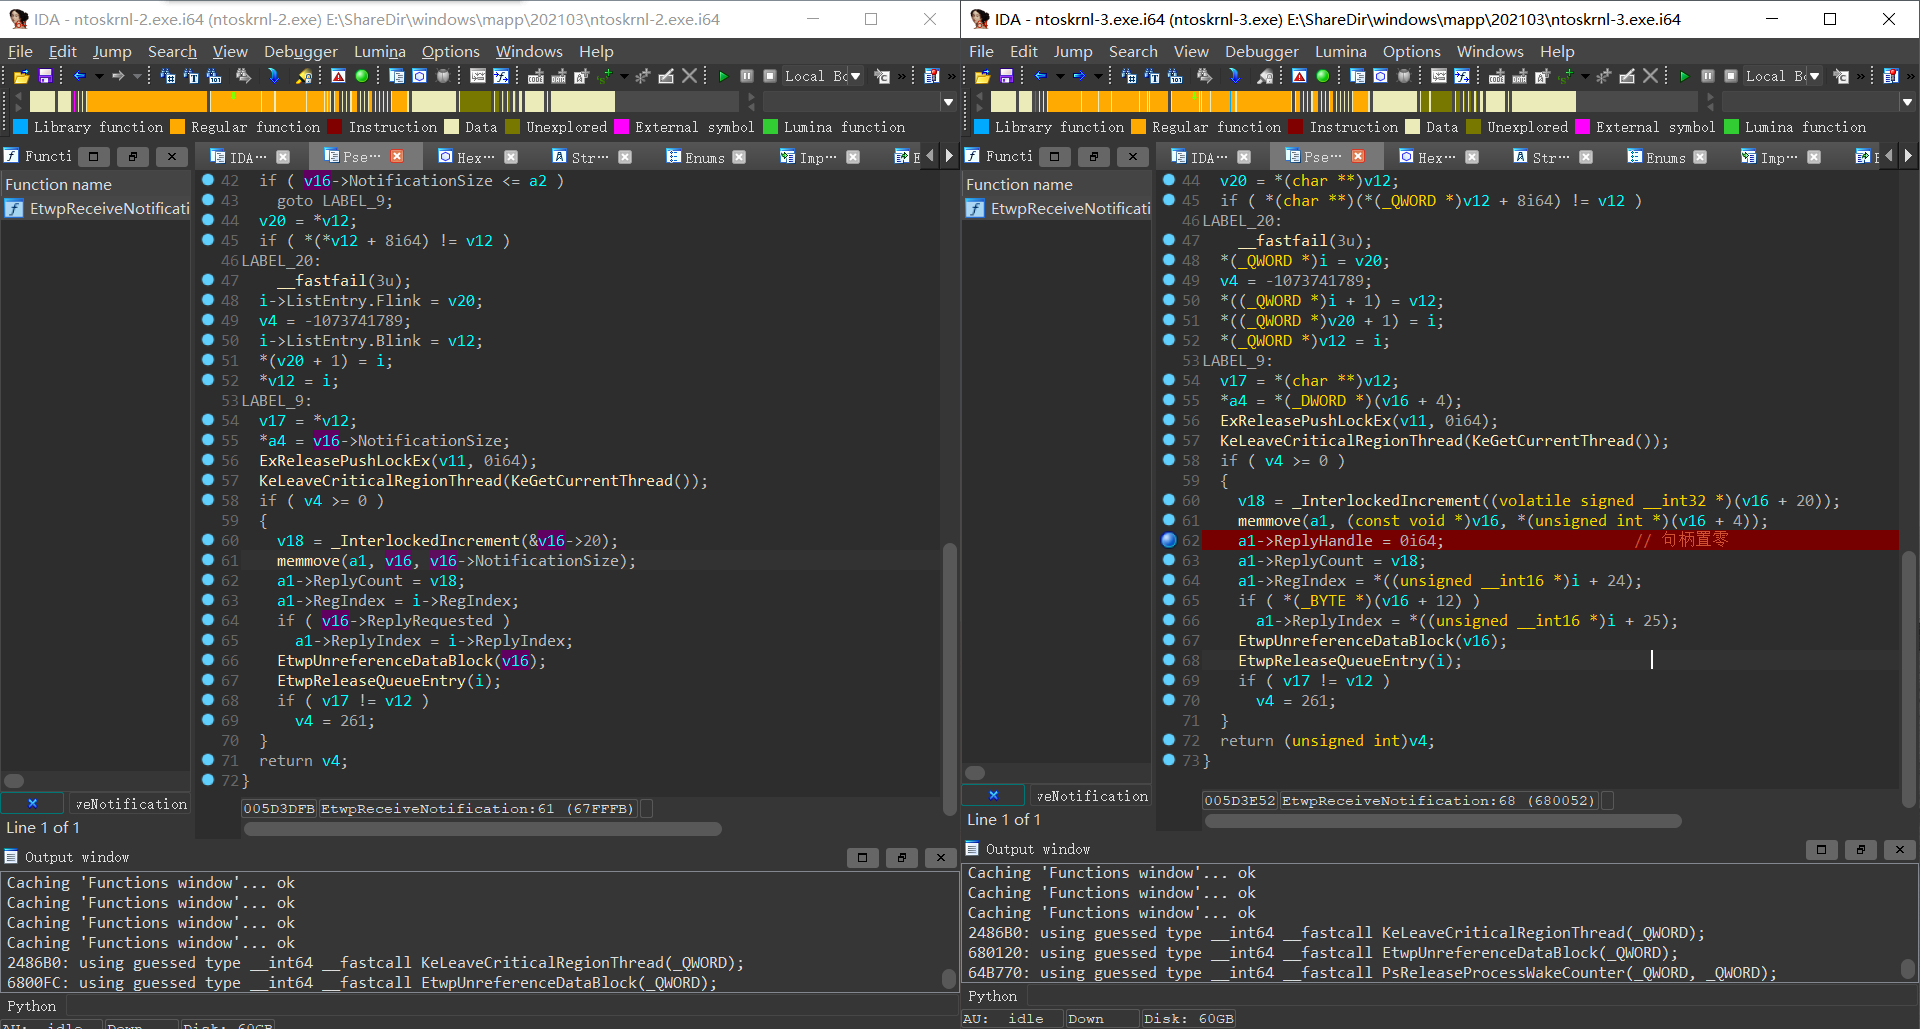 IDA - ntoskrnl-2.exe.i64 (ntoskrnl-2.exe) E:\ShareDir\windows\mapp\202103\ntoskrnl-2.exe.i64
File Edit Jump Search View Debugger Lumina Options Windows Help
Local Bo
Library function Regular function Instruction Data Unexplored External symbol Lumina function
Functi
IDA··· Pse··· Hex··· Str··· Enums Imp··· E
Function name
EtwpReceiveNotificati
42 if ( v16->NotificationSize <= a2 )
43 goto LABEL_9;
44 v20 = *v12;
45 if ( *(*v12 + 8i64) != v12 )
46 LABEL_20:
47 __fastfail(3u);
48 i->ListEntry.Flink = v20;
49 v4 = -1073741789;
50 i->ListEntry.Blink = v12;
51 *(v20 + 1) = i;
52 *v12 = i;
53 LABEL_9:
54 v17 = *v12;
55 *a4 = v16->NotificationSize;
56 ExReleasePushLockEx(v11, 0i64);
57 KeLeaveCriticalRegionThread(KeGetCurrentThread());
58 if ( v4 >= 0 )
59 {
60 v18 = _InterlockedIncrement(&v16->20);
61 memmove(a1, v16, v16->NotificationSize);
62 a1->ReplyCount = v18;
63 a1->RegIndex = i->RegIndex;
64 if ( v16->ReplyRequested )
65 a1->ReplyIndex = i->ReplyIndex;
66 EtwpUnreferenceDataBlock(v16);
67 EtwpReleaseQueueEntry(i);
68 if ( v17 != v12 )
69 v4 = 261;
70 }
71 return v4;
72 }
veNotification
005D3DFB EtwpReceiveNotification:61 (67FFFB)
Line 1 of 1
Output window
Caching 'Functions window'... ok
Caching 'Functions window'... ok
Caching 'Functions window'... ok
Caching 'Functions window'... ok
2486B0: using guessed type __int64 __fastcall KeLeaveCriticalRegionThread(_QWORD);
6800FC: using guessed type __int64 __fastcall EtwpUnreferenceDataBlock(_QWORD);
Python
AU: idle Down Disk: 60GB
IDA - ntoskrnl-3.exe.i64 (ntoskrnl-3.exe) E:\ShareDir\windows\mapp\202103\ntoskrnl-3.exe.i64
File Edit Jump Search View Debugger Lumina Options Windows Help
Local Bo
Library function Regular function Instruction Data Unexplored External symbol Lumina function
Functi
IDA··· Pse··· Hex··· Str··· Enums Imp··· E
Function name
EtwpReceiveNotificati
44 v20 = *(char **)v12;
45 if ( *(char **)(*(_QWORD *)v12 + 8i64) != v12 )
46 LABEL_20:
47 __fastfail(3u);
48 *(_QWORD *)i = v20;
49 v4 = -1073741789;
50 *((_QWORD *)i + 1) = v12;
51 *((_QWORD *)v20 + 1) = i;
52 *(_QWORD *)v12 = i;
53 LABEL_9:
54 v17 = *(char **)v12;
55 *a4 = *(_DWORD *)(v16 + 4);
56 ExReleasePushLockEx(v11, 0i64);
57 KeLeaveCriticalRegionThread(KeGetCurrentThread());
58 if ( v4 >= 0 )
59 {
60 v18 = _InterlockedIncrement((volatile signed __int32 *)(v16 + 20));
61 memmove(a1, (const void *)v16, *(unsigned int *)(v16 + 4));
62 a1->ReplyHandle = 0i64; // 句柄置零
63 a1->ReplyCount = v18;
64 a1->RegIndex = *((unsigned __int16 *)i + 24);
65 if ( *(_BYTE *)(v16 + 12) )
66 a1->ReplyIndex = *((unsigned __int16 *)i + 25);
67 EtwpUnreferenceDataBlock(v16);
68 EtwpReleaseQueueEntry(i);
69 if ( v17 != v12 )
70 v4 = 261;
71 }
72 return (unsigned int)v4;
73 }
veNotification
005D3E52 EtwpReceiveNotification:68 (680052)
Line 1 of 1
Output window
Caching 'Functions window'... ok
Caching 'Functions window'... ok
Caching 'Functions window'... ok
2486B0: using guessed type __int64 __fastcall KeLeaveCriticalRegionThread(_QWORD);
680120: using guessed type __int64 __fastcall EtwpUnreferenceDataBlock(_QWORD);
64B770: using guessed type __int64 __fastcall PsReleaseProcessWakeCounter(_QWORD, _QWORD);
Python
AU: idle Down Disk: 60GB